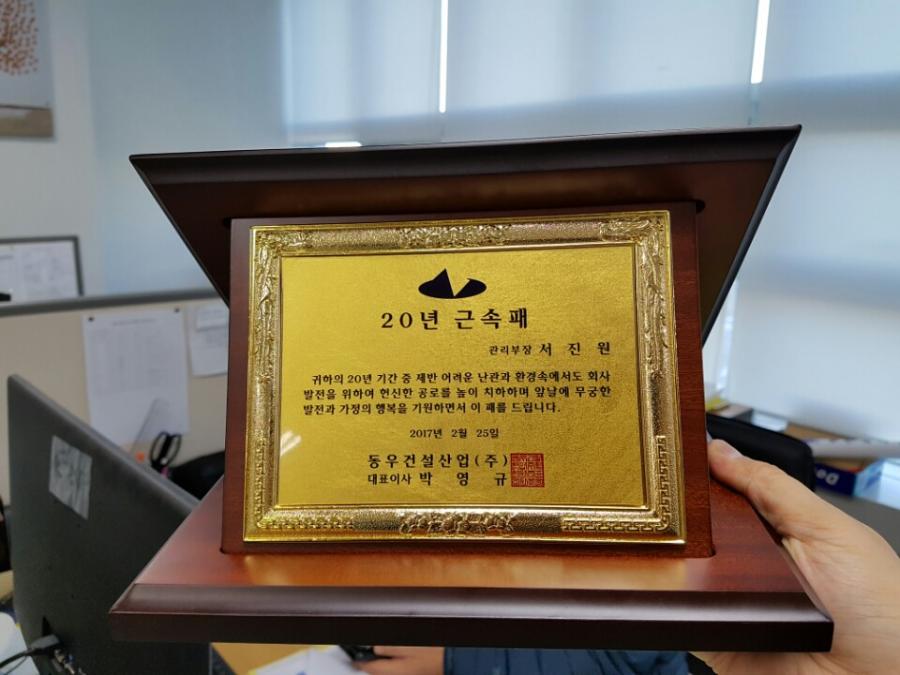 20년 근속패
관리부장 서 진 원
귀하의 20년 기간 중 제반 어려운 난관과 환경속에서도 회사
발전을 위하여 헌신한 공로를 높이 치하하며 앞날에 무궁한
발전과 가정의 행복을 기원하면서 이 패를 드립니다.
2017년 2월 25일
동우건설산업(주)
대표이사 박 영 규